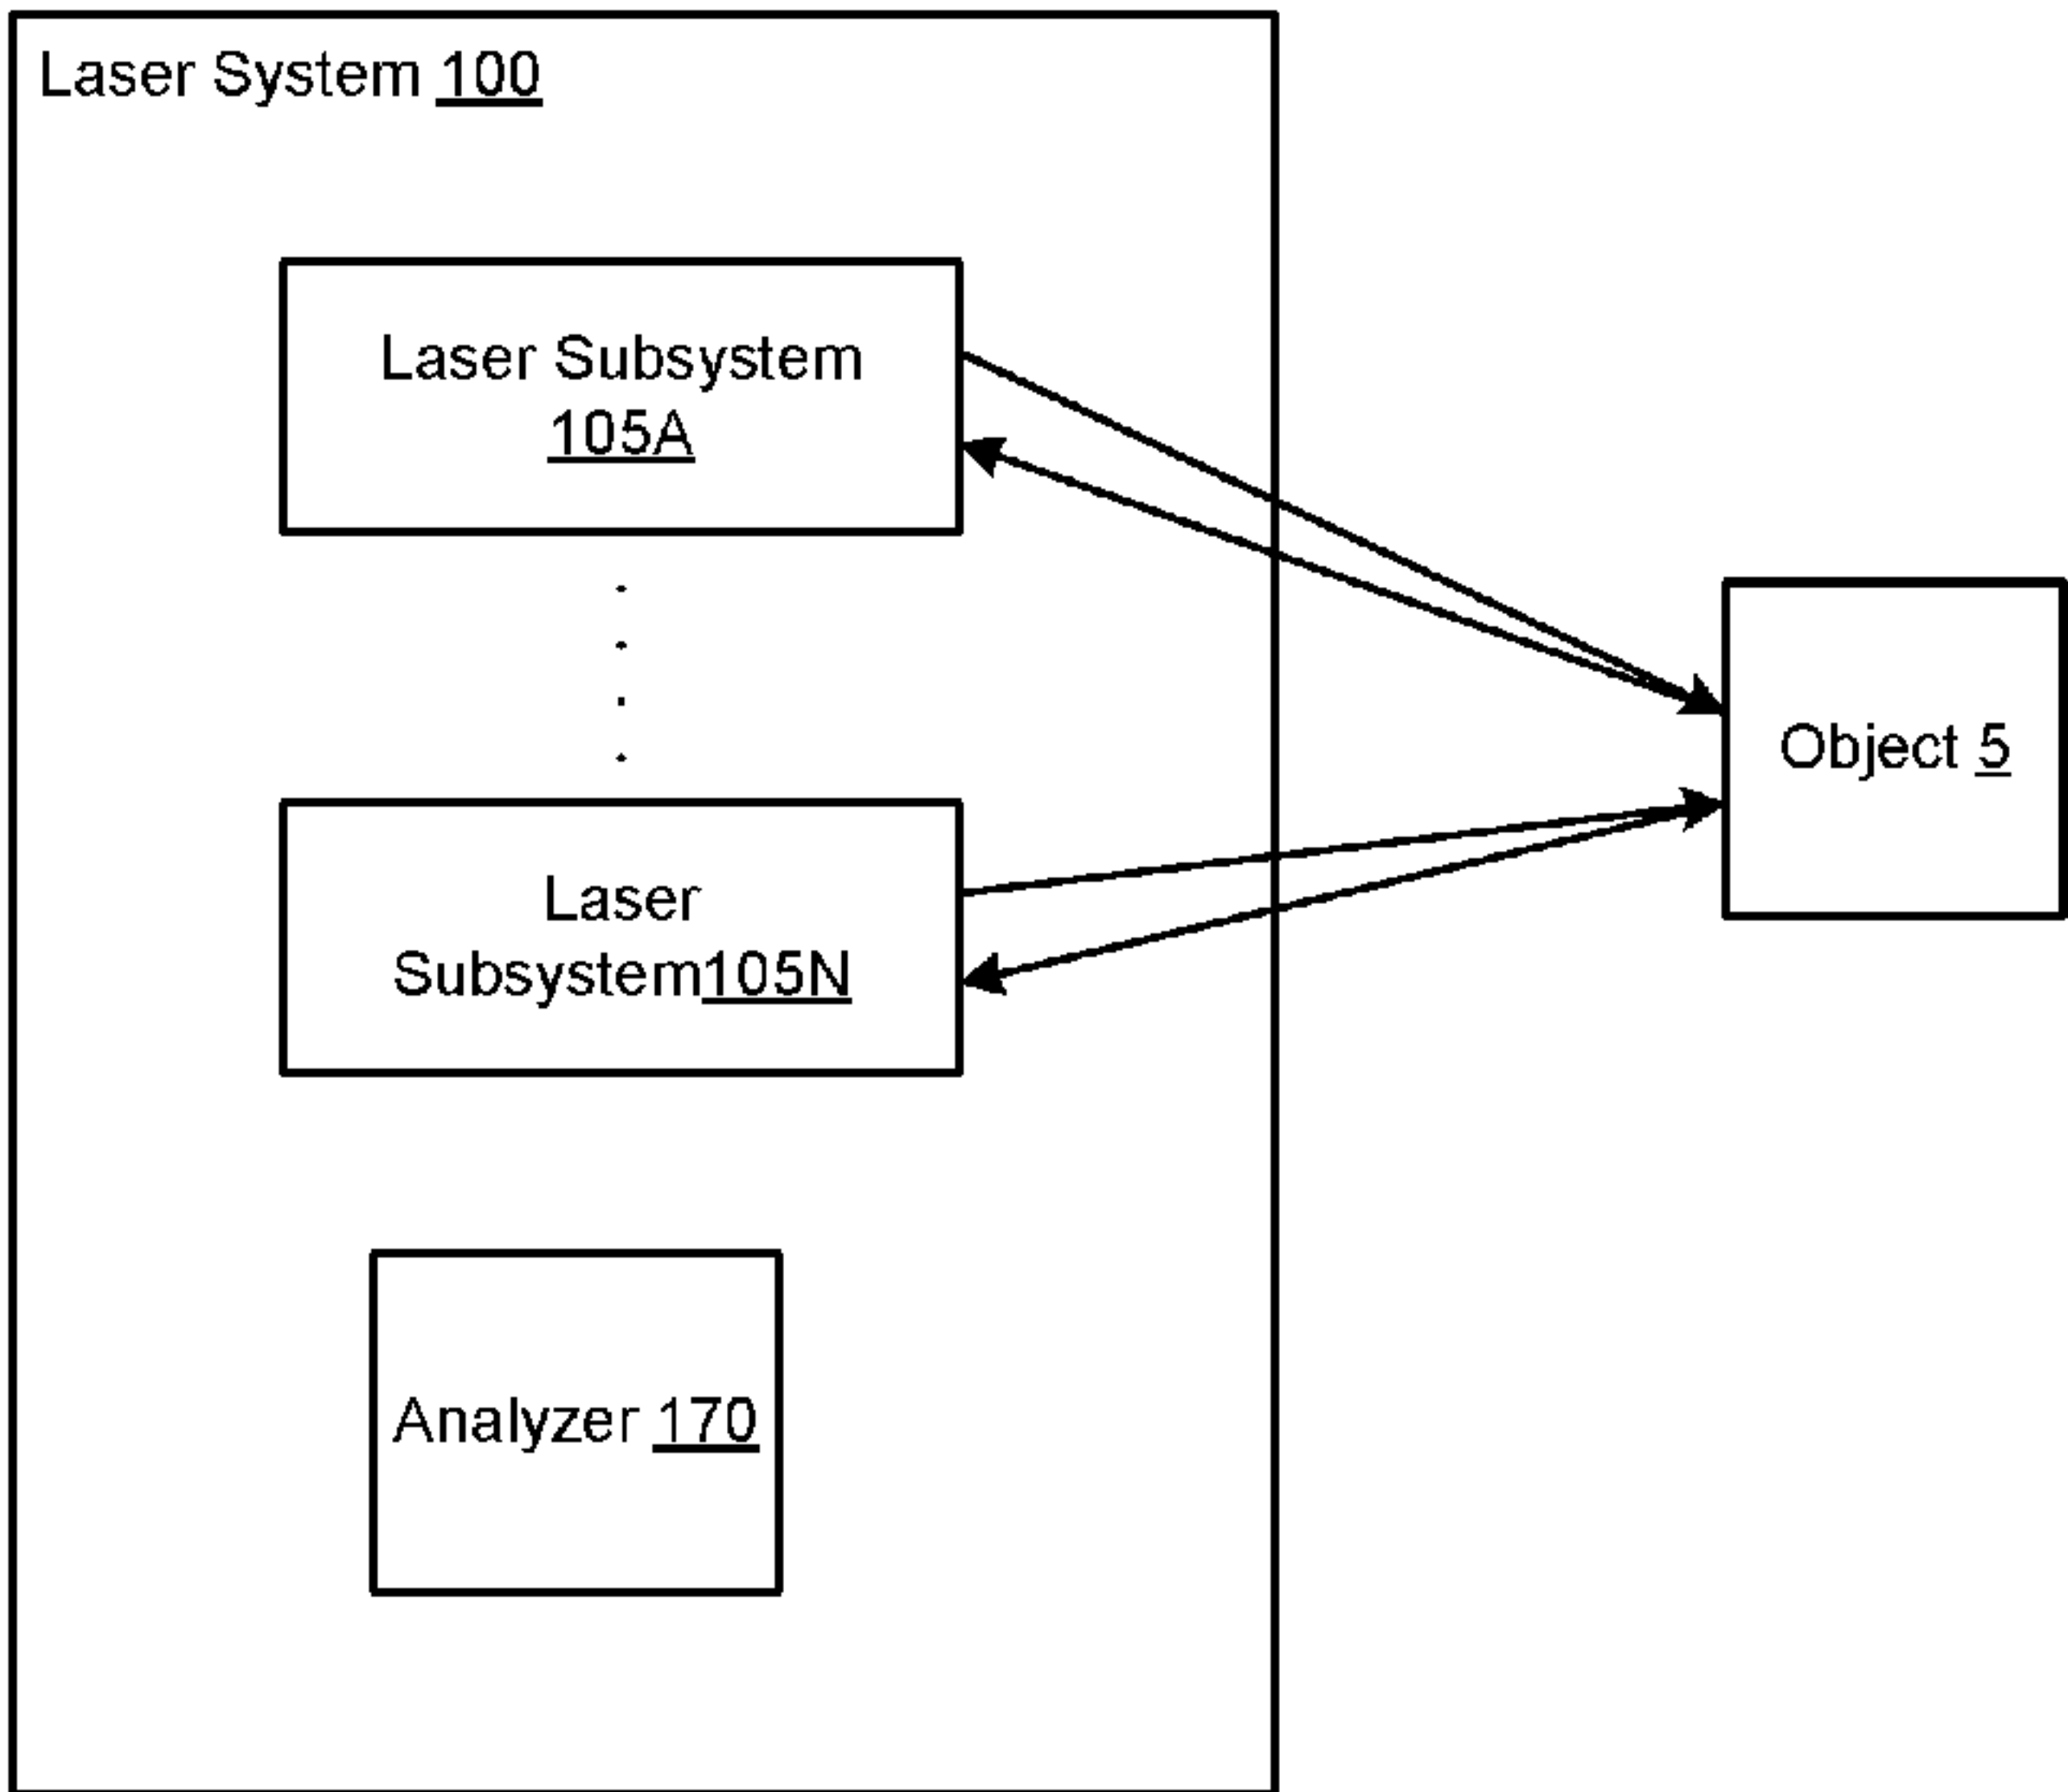 Laser System 100
Laser Subsystem
105A
Object 5
Laser
Subsystem105N
Analyzer 170